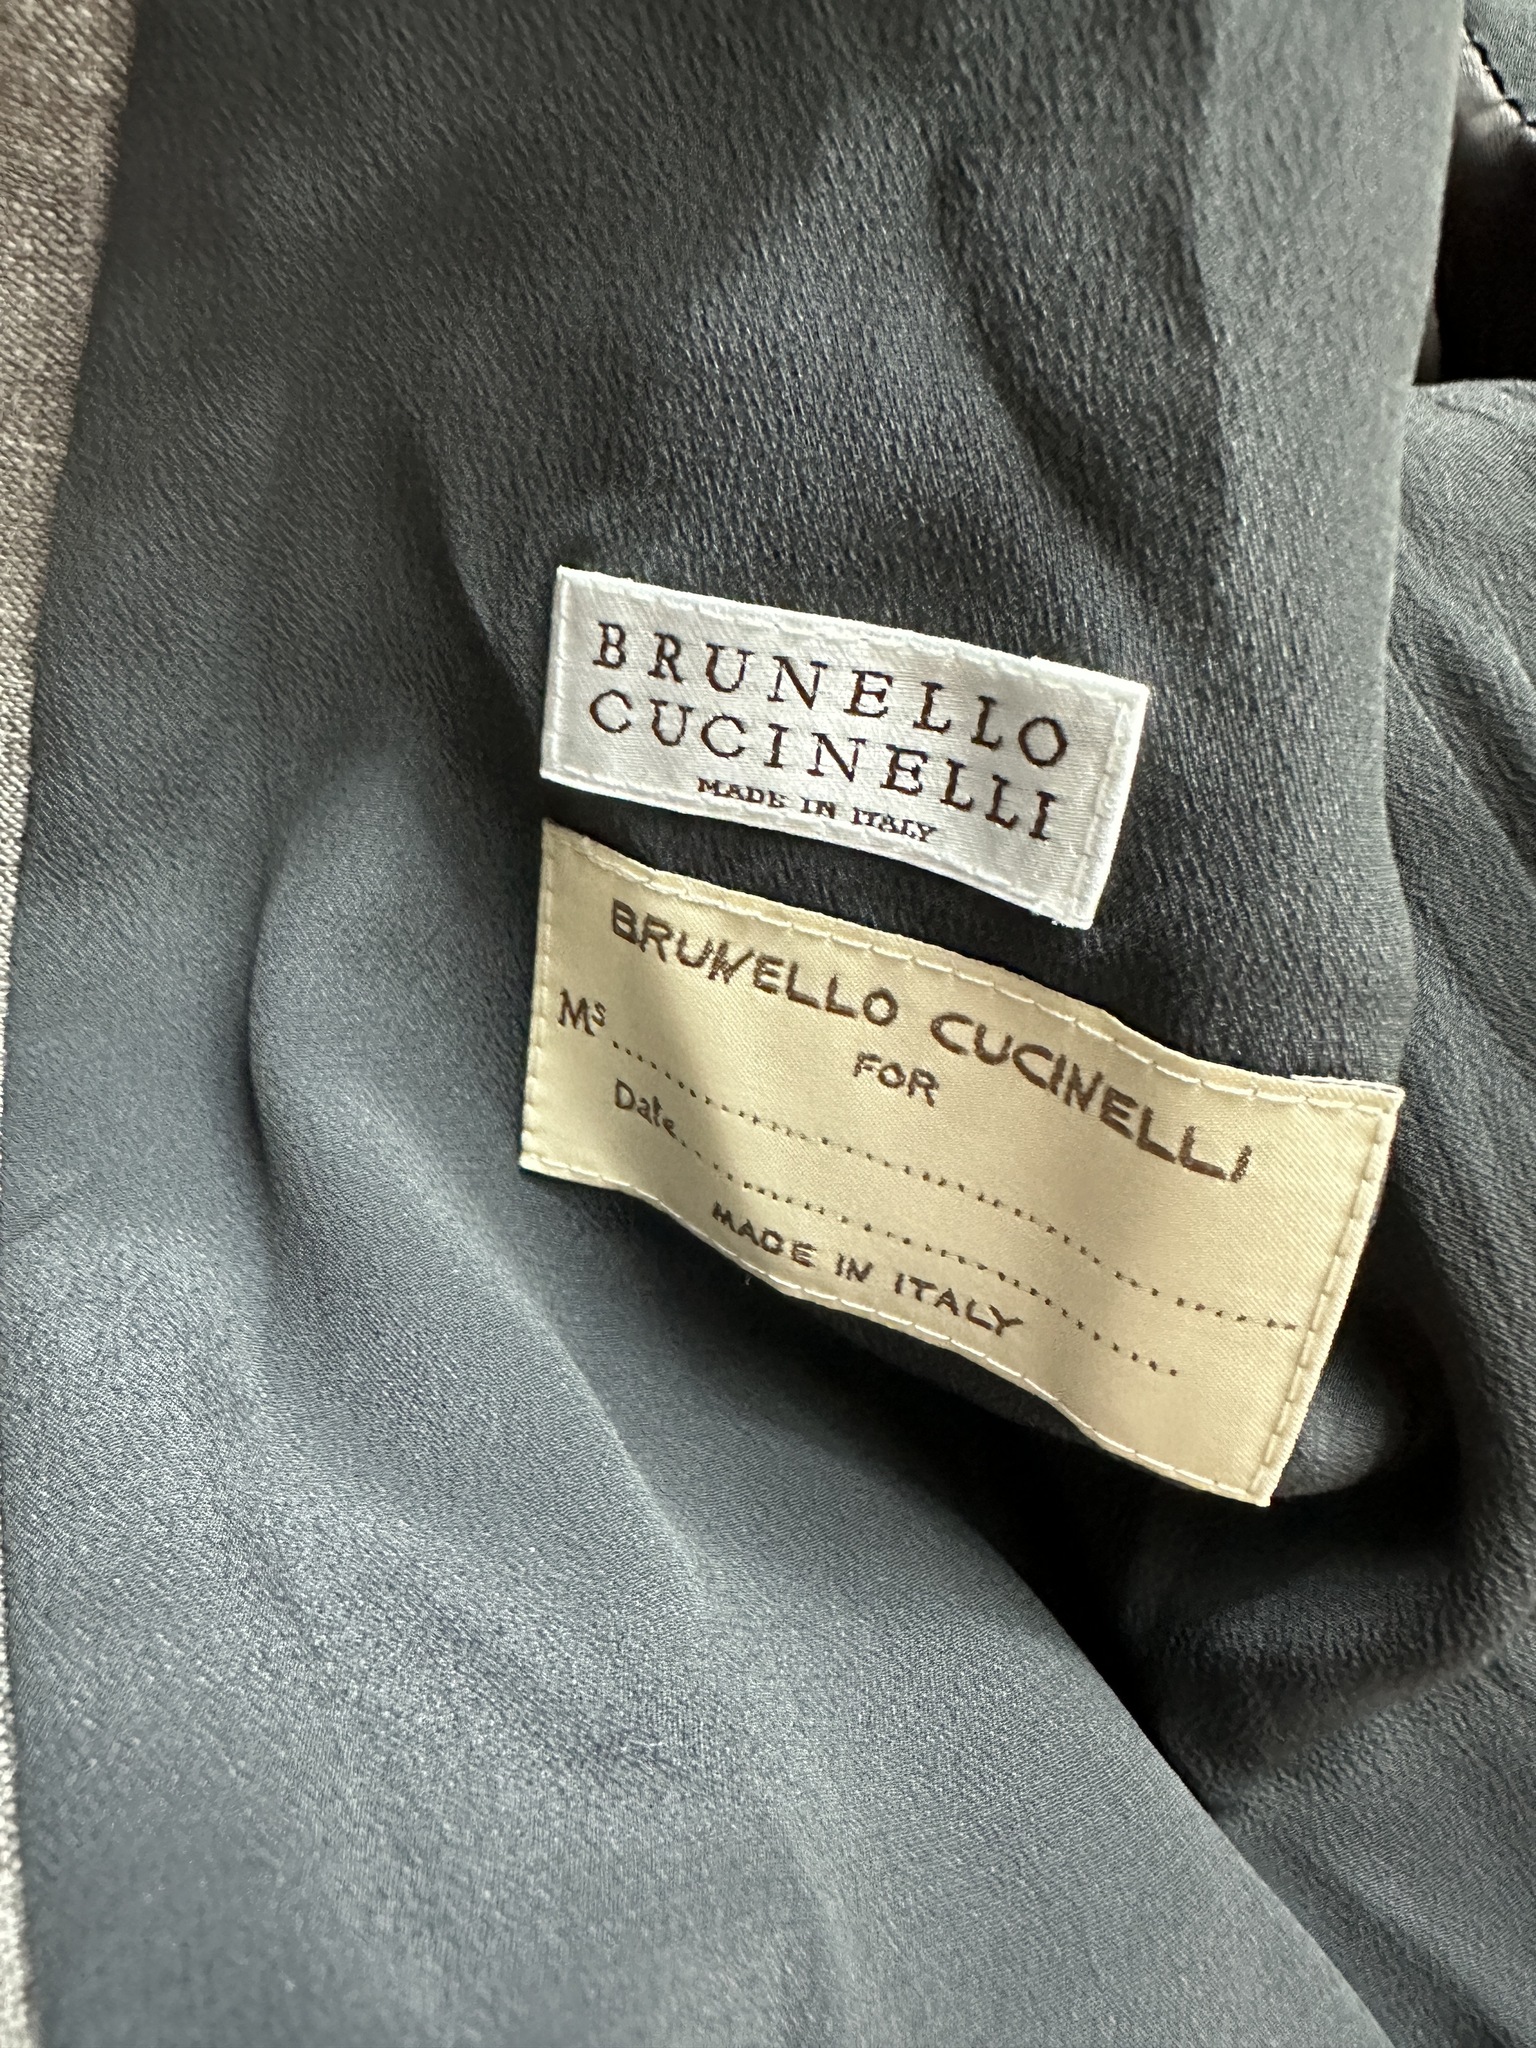 BRUNELLO
CUCINELLI
MADE IN ITALY
BRUNELLO CUCINELLI
FOR
Ms........................................
Date..............................
MADE IN ITALY